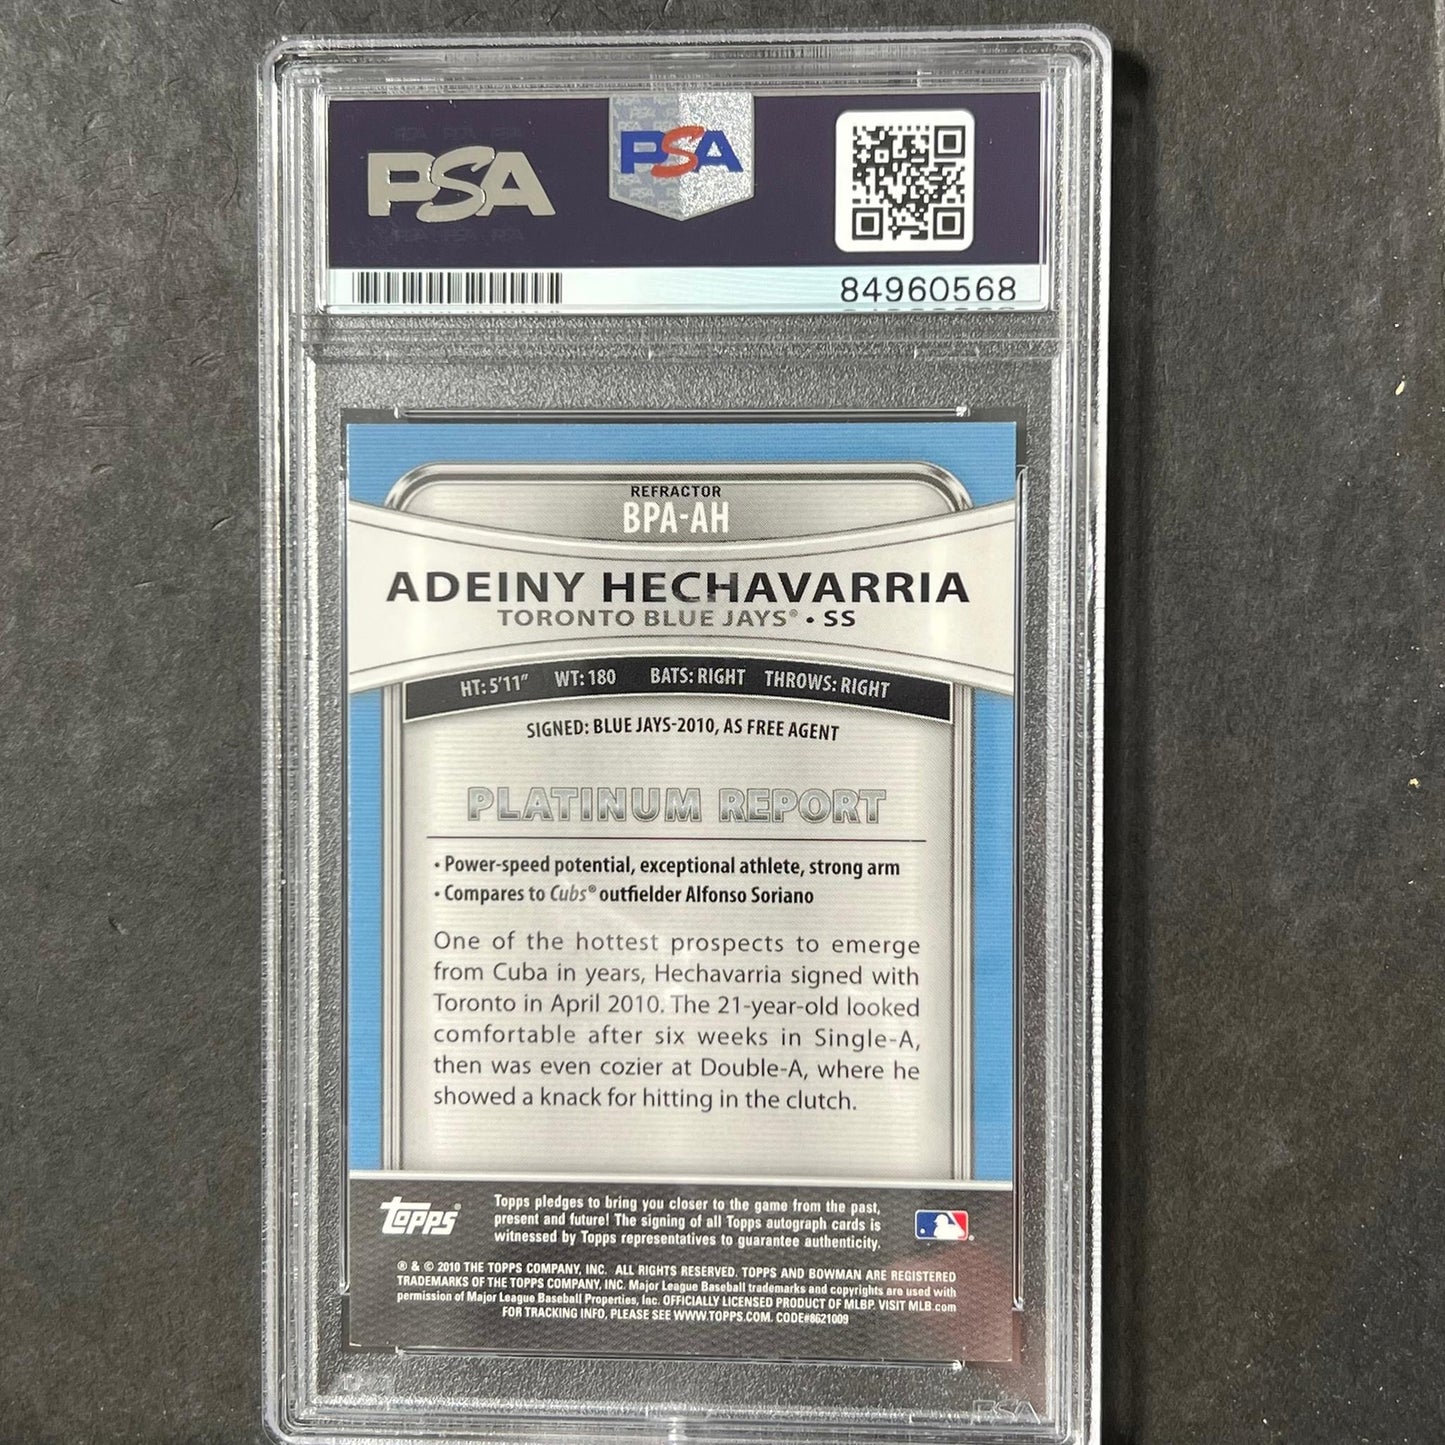 PSA
PSA
84960568
REFRACTOR
BPA-AH
ADEINY HECHAVARRIA
TORONTO BLUE JAYS® • SS
HT: 5'11" WT: 180 BATS: RIGHT THROWS: RIGHT
SIGNED: BLUE JAYS-2010, AS FREE AGENT
PLATINUM REPORT
• Power-speed potential, exceptional athlete, strong arm
• Compares to Cubs® outfielder Alfonso Soriano
One of the hottest prospects to emerge
from Cuba in years, Hechavarria signed with
Toronto in April 2010. The 21-year-old looked
comfortable after six weeks in Single-A,
then was even cozier at Double-A, where he
showed a knack for hitting in the clutch.
Topps®
Topps pledges to bring you closer to the game from the past,
present and future! The signing of all Topps autograph cards is
witnessed by Topps representatives to guarantee authenticity.
® & © 2010 THE TOPPS COMPANY, INC. ALL RIGHTS RESERVED. TOPPS AND BOWMAN ARE REGISTERED
TRADEMARKS OF THE TOPPS COMPANY, INC. Major League Baseball trademarks and copyrights are used with
permission of Major League Baseball Properties, Inc. OFFICIALLY LICENSED PRODUCT OF MLBP. VISIT MLB.com
FOR TRACKING INFO, PLEASE SEE WWW.TOPPS.COM. CODE#8621009
PSA